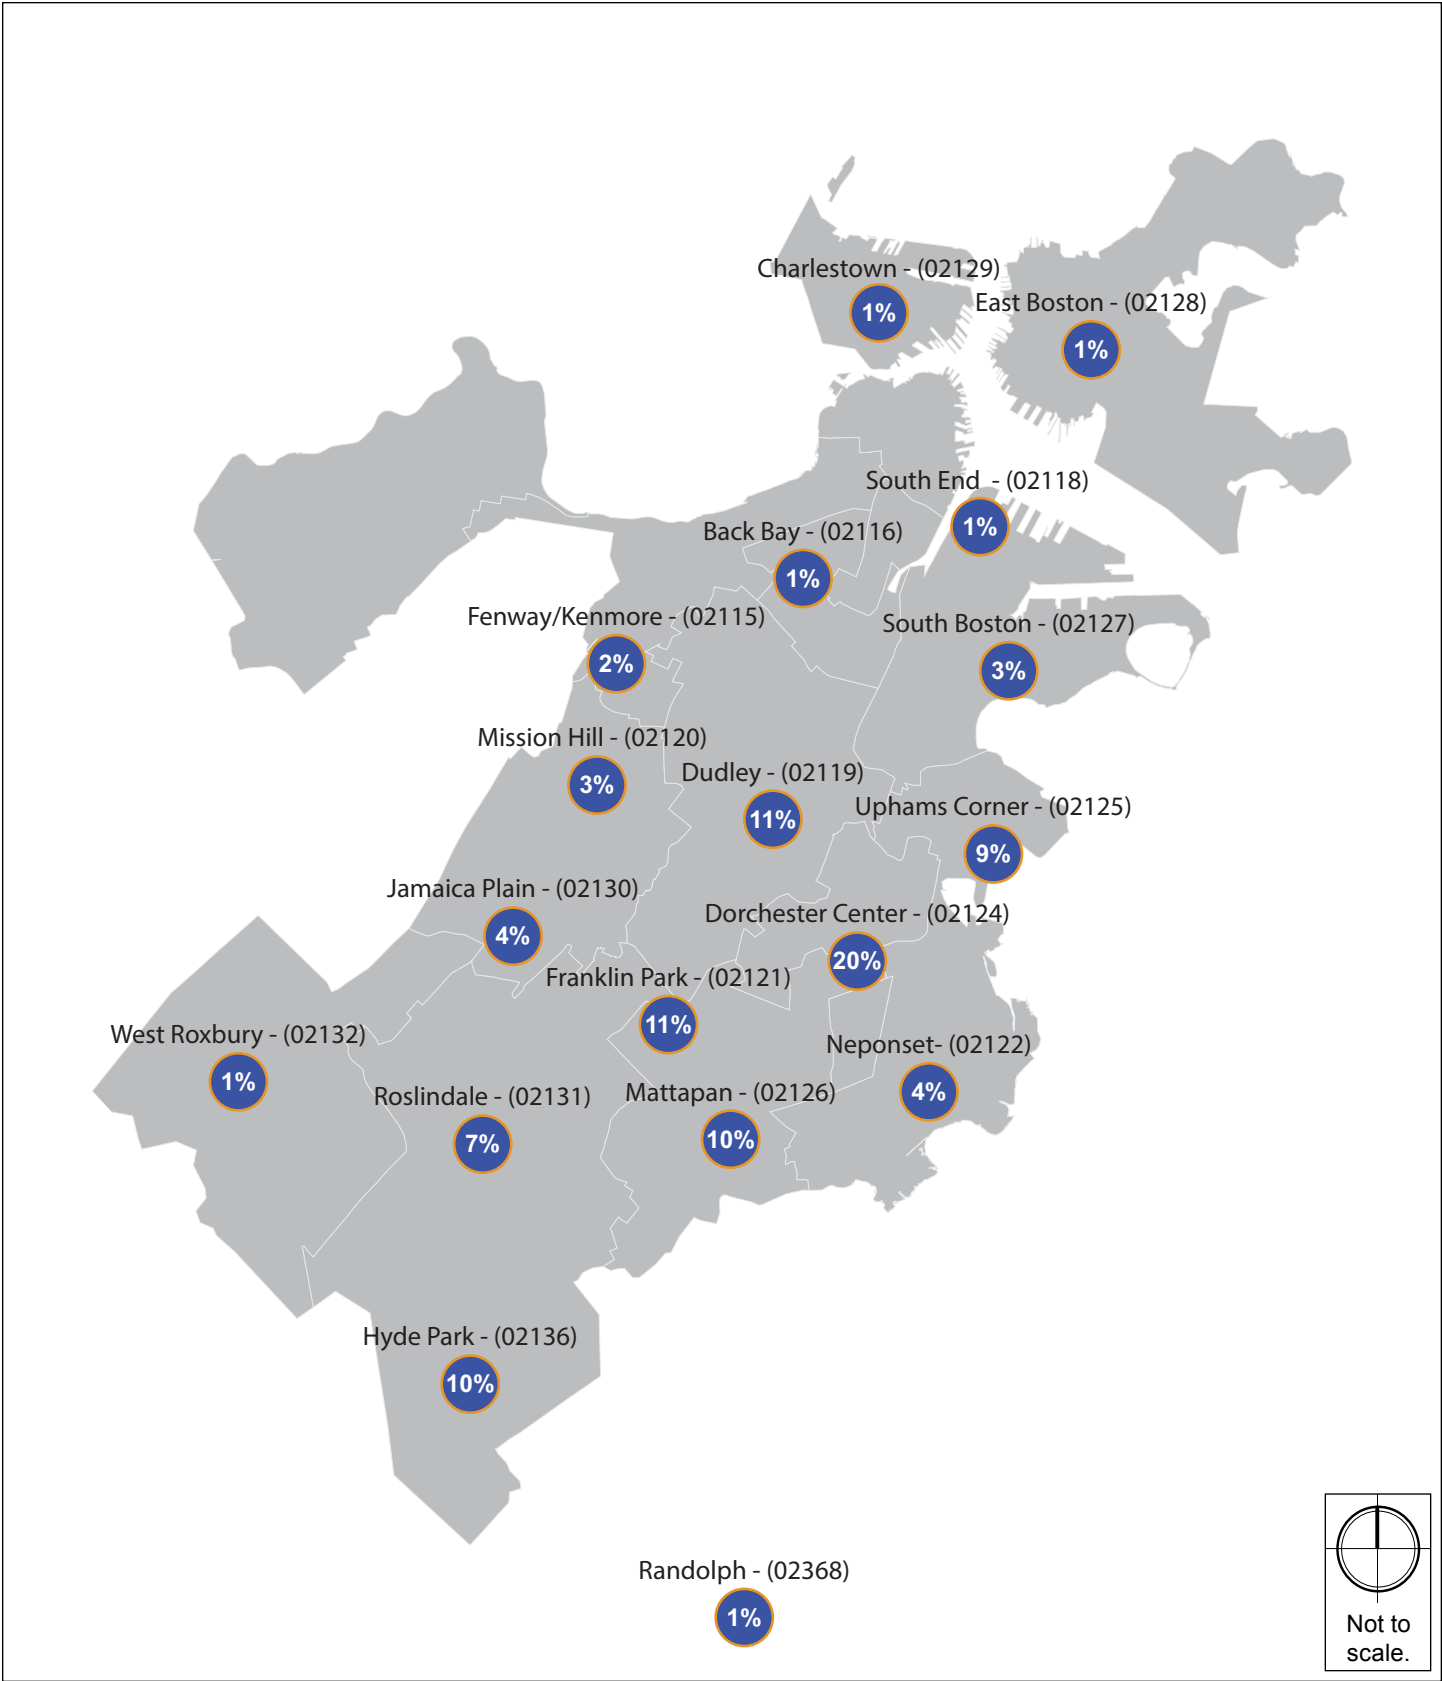 Charlestown - (02129)
1%
East Boston - (02128)
1%
South End  - (02118)
1%
Back Bay - (02116)
1%
Fenway/Kenmore - (02115)
2%
South Boston - (02127)
3%
Mission Hill - (02120)
3%
Dudley - (02119)
11%
Uphams Corner - (02125)
9%
Jamaica Plain - (02130)
4%
Dorchester Center - (02124)
20%
Franklin Park - (02121)
11%
West Roxbury - (02132)
1%
Neponset- (02122)
4%
Roslindale - (02131)
7%
Mattapan - (02126)
10%
Hyde Park - (02136)
10%
Randolph - (02368)
1%
Not to
scale.